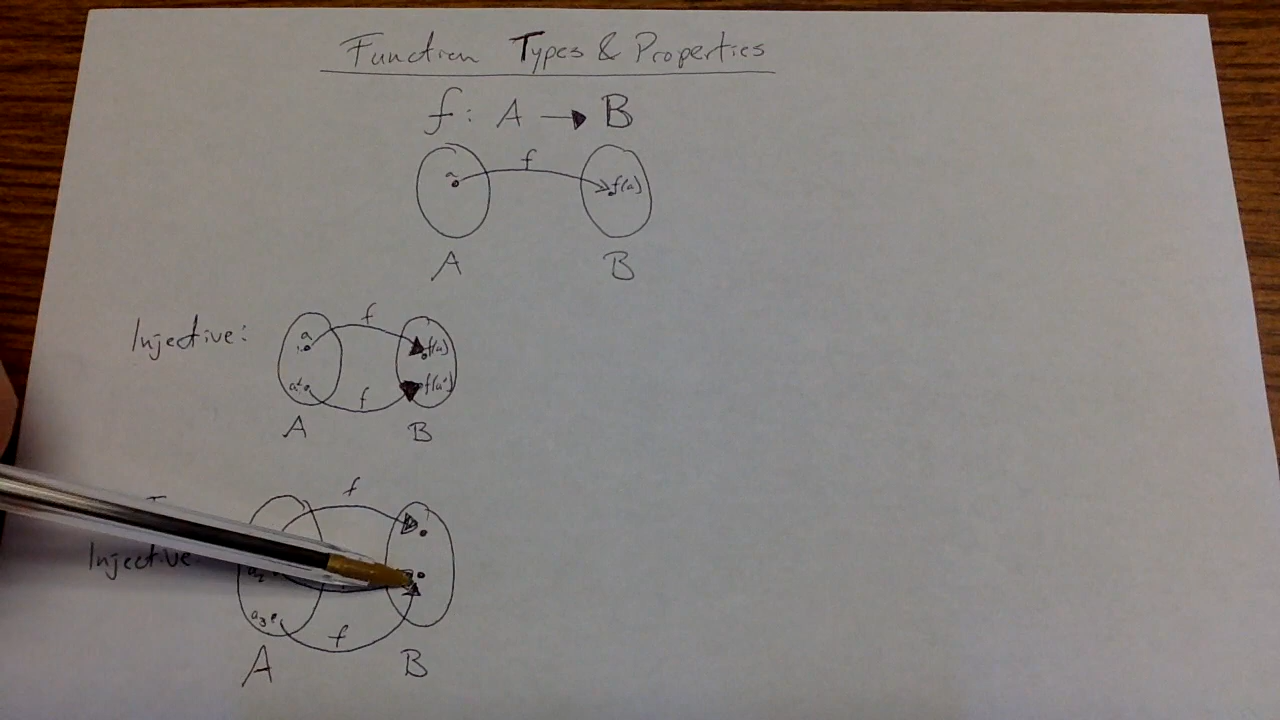 Function Types & Properties
f: A → B
f
a f(a)
A B
Injective:
f
a f(a)
a' f(a')
f
A B
f
Injective
a2
a3
f
A B